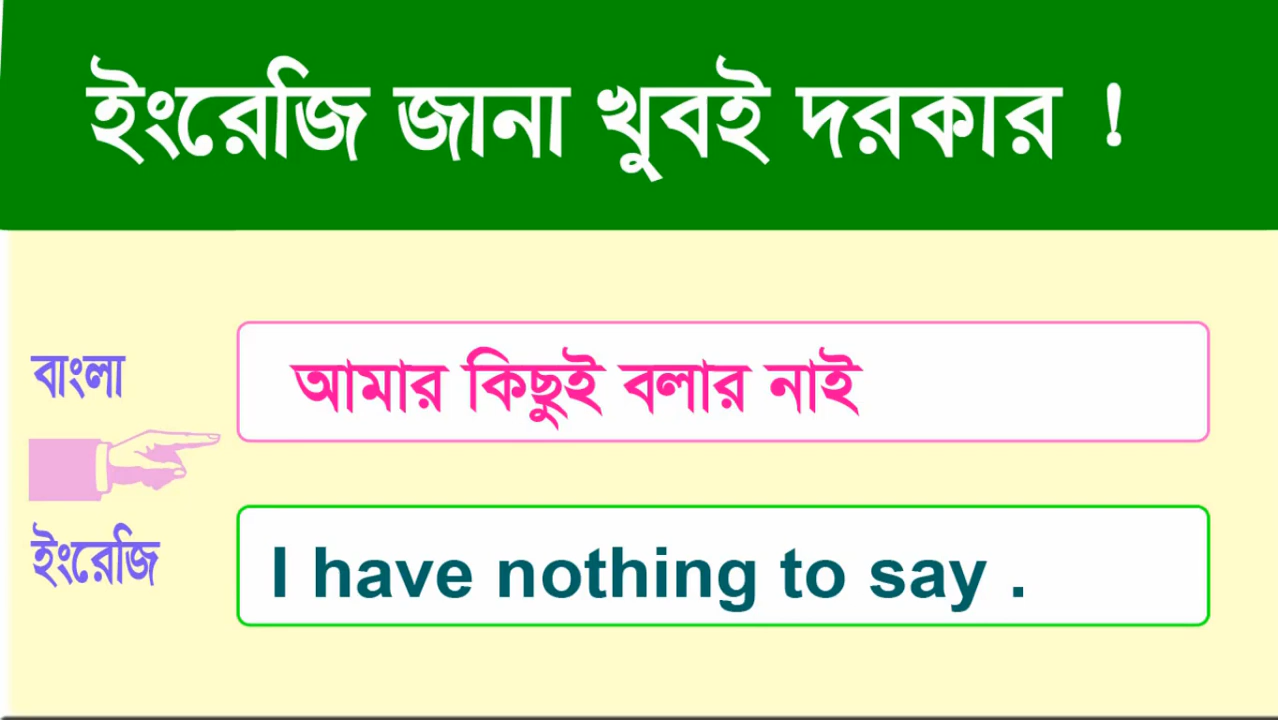 ইংরেজি জানা খুবই দরকার !
বাংলা
আমার কিছুই বলার নাই
ইংরেজি
I have nothing to say .